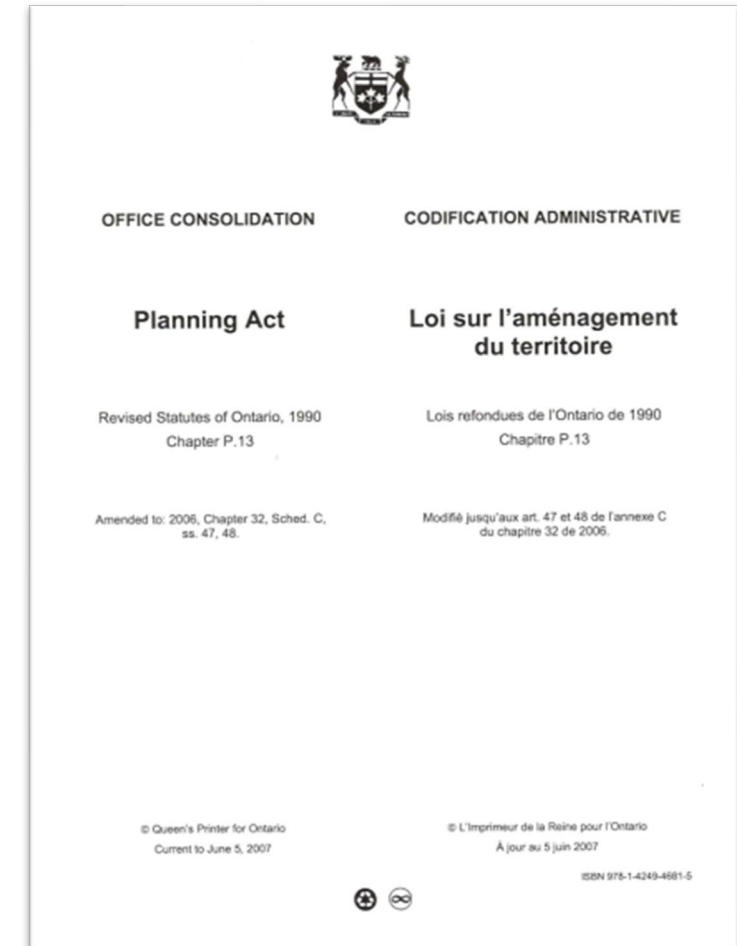 OFFICE CONSOLIDATION
Planning Act
Revised Statutes of Ontario, 1990
Chapter P.13
Amended to: 2006, Chapter 32, Sched. C,
ss. 47, 48.
© Queen's Printer for Ontario
Current to June 5, 2007
CODIFICATION ADMINISTRATIVE
Loi sur l'aménagement
du territoire
Lois refondues de l'Ontario de 1990
Chapitre P.13
Modifié jusqu'aux art. 47 et 48 de l'annexe C
du chapitre 32 de 2006.
© L'Imprimeur de la Reine pour l'Ontario
À jour au 5 juin 2007
ISBN 978-1-4249-4681-5